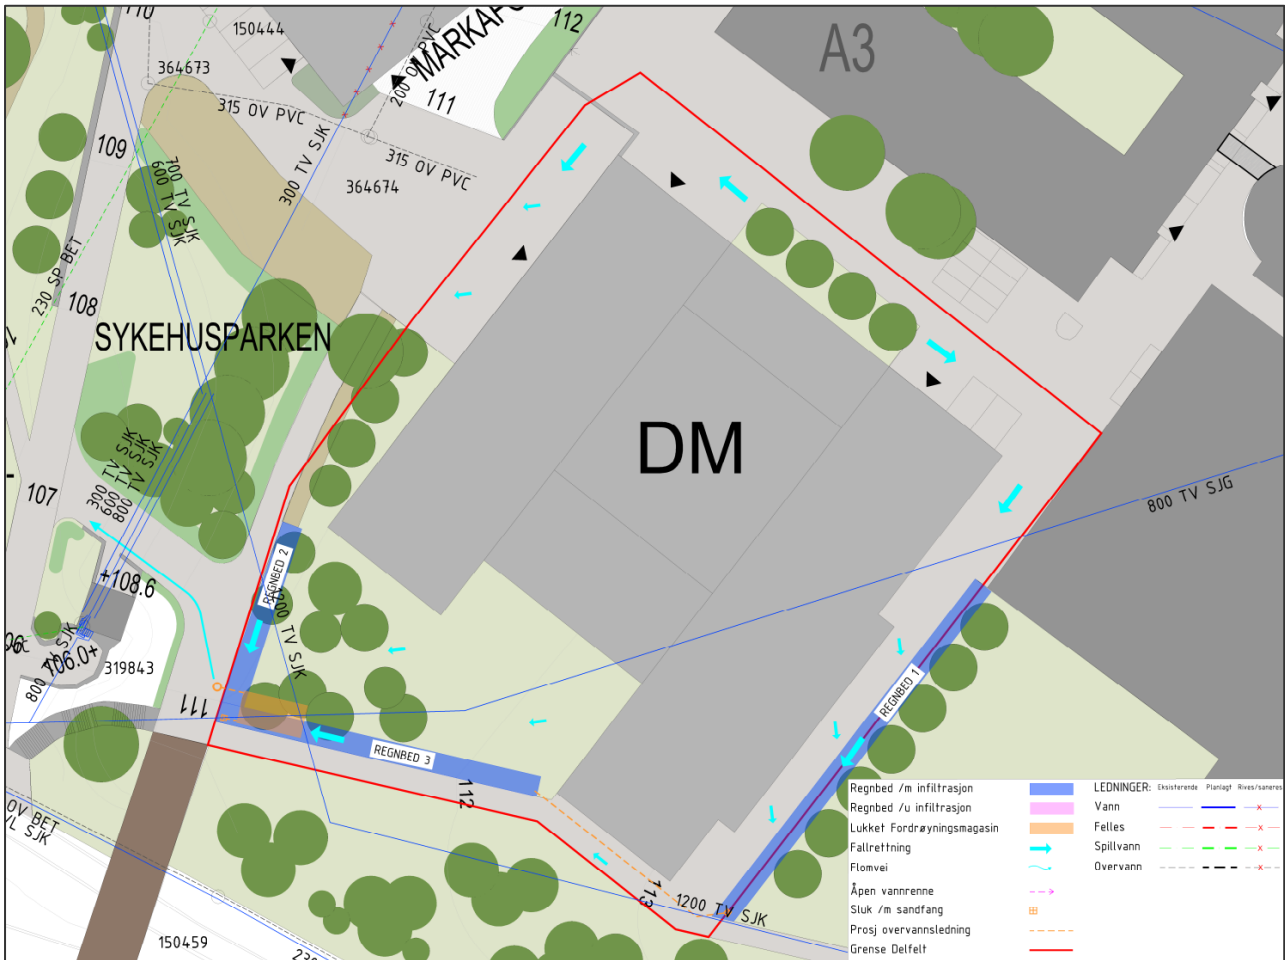 110
150444
MARKAP
112
A3
364673
200 OV PVC
111
315 OV PVC
109
300 TV SJK
315 OV PVC
364674
700 TV SJK
600 TV SJK
230 SP BET
108
SYKEHUSPARKEN
DM
300 TV SJK
600 TV SJK
800 TV SJK
107
800 TV SJG
+108.6
REGNBED 2
TV SJK
106.0+
800 TV SJK
319843
REGNBED 1
111
REGNBED 3
112
OV BET
VL SJK
113
1200 TV SJK
150459
230
Regnbed /m infiltrasjon
Regnbed /u infiltrasjon
Lukket Fordrøyningsmagasin
Fallrettning
Flomvei
Åpen vannrenne
Sluk /m sandfang
Prosj overvannsledning
Grense Delfelt
LEDNINGER: Eksisterende Planlagt Rives/saneres
Vann
Felles
Spillvann
Overvann